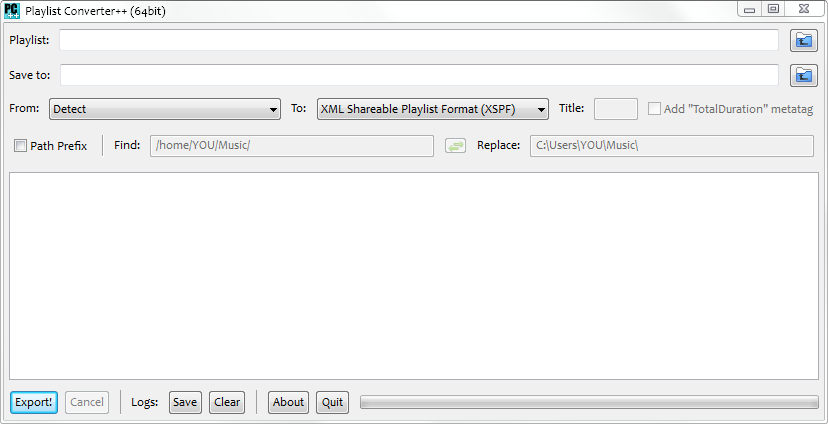 PC++ Playlist Converter++ (64bit)
Playlist:
Save to:
From: Detect To: XML Shareable Playlist Format (XSPF) Title: Add "TotalDuration" metatag
Path Prefix Find: /home/YOU/Music/ Replace: C:\Users\YOU\Music\
Export! Cancel Logs: Save Clear About Quit